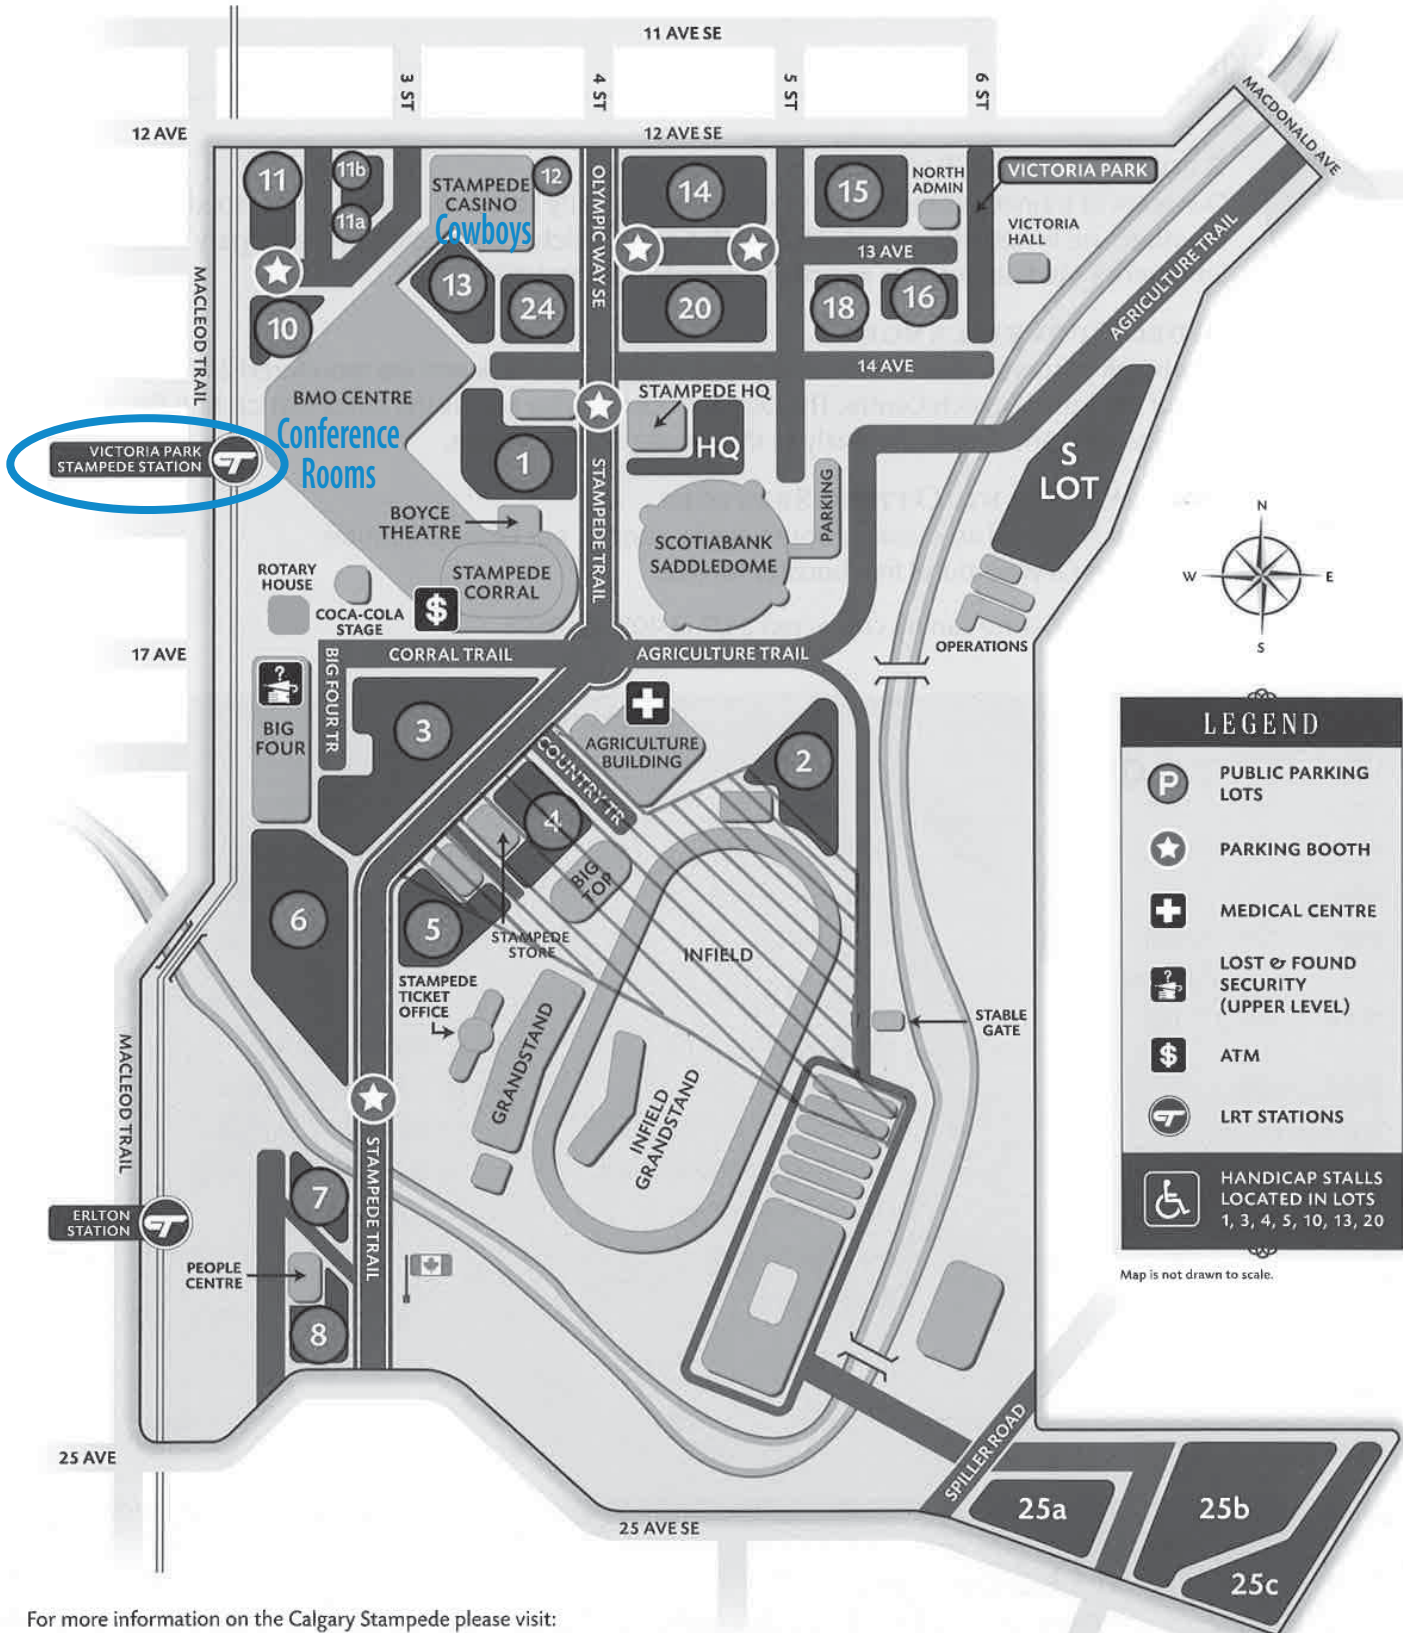 11 AVE SE
3 ST
4 ST
5 ST
6 ST
MACDONALD AVE
12 AVE
12 AVE SE
11
11b
11a
STAMPEDE
CASINO
Cowboys
12
OLYMPIC WAY SE
14
15
NORTH
ADMIN
VICTORIA PARK
VICTORIA
HALL
13 AVE
AGRICULTURE TRAIL
MACLEOD TRAIL
10
13
24
20
18
16
14 AVE
BMO CENTRE
Conference
Rooms
STAMPEDE HQ
HQ
VICTORIA PARK
STAMPEDE STATION
1
STAMPEDE TRAIL
S
LOT
PARKING
BOYCE
THEATRE
SCOTIABANK
SADDLEDOME
STAMPEDE
CORRAL
ROTARY
HOUSE
COCA-COLA
STAGE
$
N
W
E
S
OPERATIONS
17 AVE
CORRAL TRAIL
AGRICULTURE TRAIL
BIG FOUR TR
?
BIG
FOUR
3
COUNTRY TR
AGRICULTURE
BUILDING
2
4
BIG
TOP
6
5
STAMPEDE
STORE
INFIELD
STAMPEDE
TICKET
OFFICE
GRANDSTAND
INFIELD
GRANDSTAND
STABLE
GATE
MACLEOD TRAIL
STAMPEDE TRAIL
7
ERLTON
STATION
PEOPLE
CENTRE
8
25 AVE
25 AVE SE
SPILLER ROAD
25a
25b
25c
LEGEND
P
PUBLIC PARKING
LOTS
PARKING BOOTH
MEDICAL CENTRE
?
LOST & FOUND
SECURITY
(UPPER LEVEL)
$
ATM
LRT STATIONS
HANDICAP STALLS
LOCATED IN LOTS
1, 3, 4, 5, 10, 13, 20
Map is not drawn to scale.
For more information on the Calgary Stampede please visit: